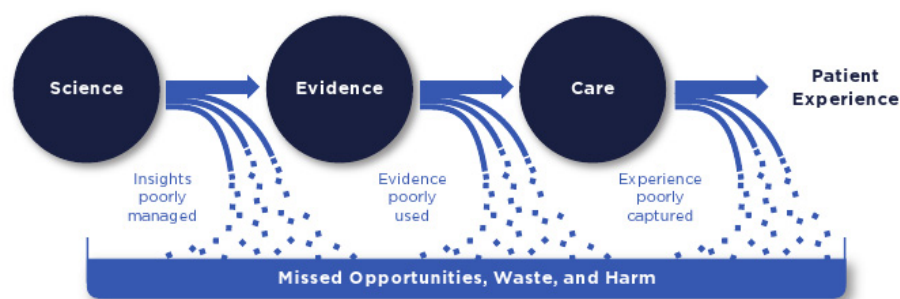 Science
Evidence
Care
Patient
Experience
Insights
poorly
managed
Evidence
poorly
used
Experience
poorly
captured
Missed Opportunities, Waste, and Harm